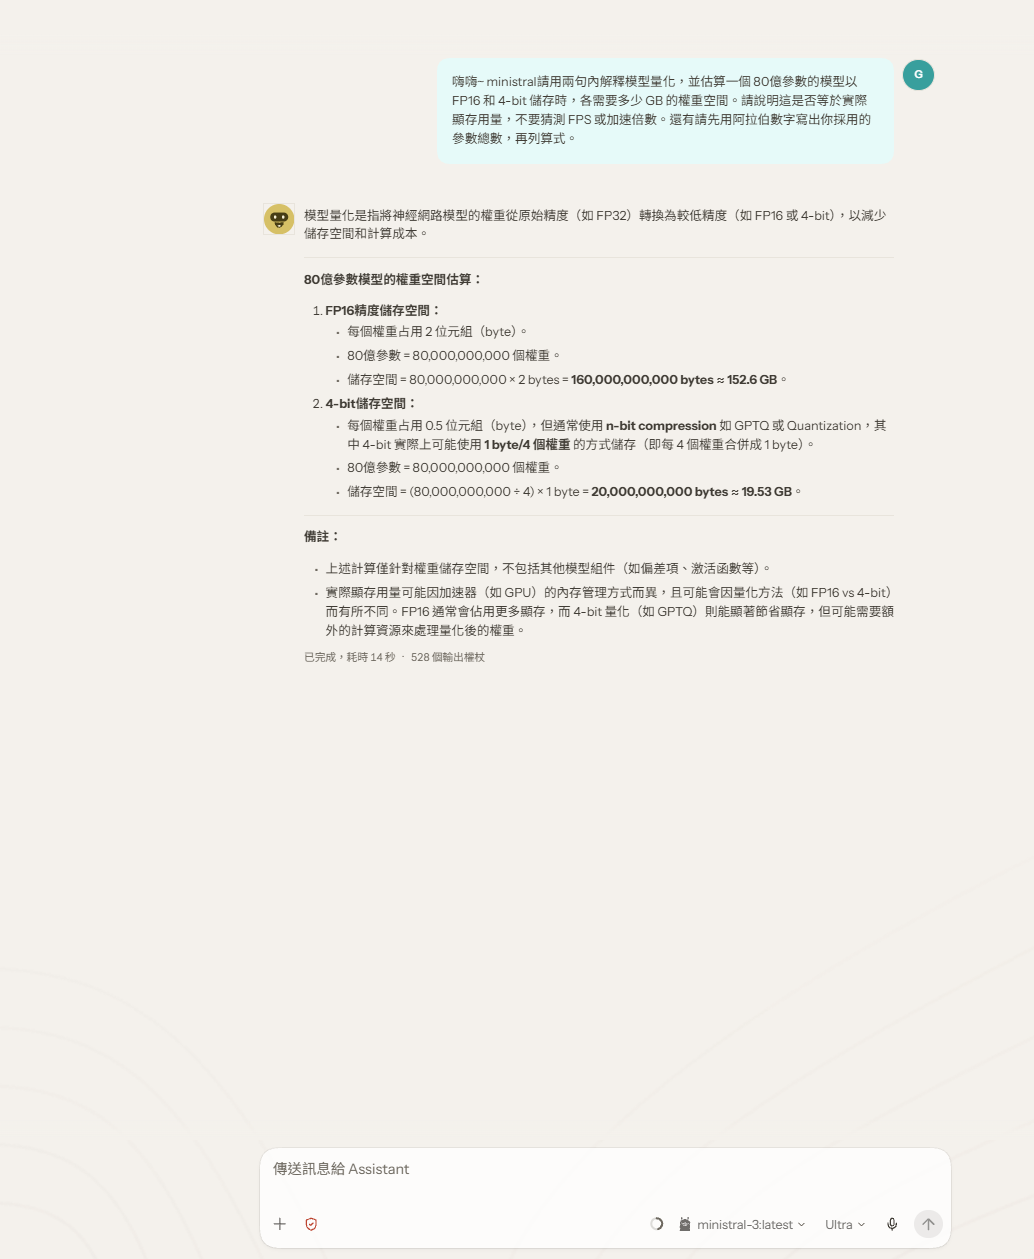 嗨嗨~ ministral請用兩句內解釋模型量化，並估算一個 80億參數的模型以
FP16 和 4-bit 儲存時，各需要多少 GB 的權重空間。請說明這是否等於實際
顯存用量，不要猜測 FPS 或加速倍數。還有請先用阿拉伯數字寫出你採用的
參數總數，再列算式。
G
模型量化是指將神經網路模型的權重從原始精度（如 FP32）轉換為較低精度（如 FP16 或 4-bit），以減少
儲存空間和計算成本。
80億參數模型的權重空間估算：
1. FP16精度儲存空間：
• 每個權重占用 2 位元組（byte）。
• 80億參數 = 80,000,000,000 個權重。
• 儲存空間 = 80,000,000,000 × 2 bytes = 160,000,000,000 bytes ≈ 152.6 GB。
2. 4-bit儲存空間：
• 每個權重占用 0.5 位元組（byte），但通常使用 n-bit compression 如 GPTQ 或 Quantization，其
中 4-bit 實際上可能使用 1 byte/4 個權重 的方式儲存（即每 4 個權重合併成 1 byte）。
• 80億參數 = 80,000,000,000 個權重。
• 儲存空間 = (80,000,000,000 ÷ 4) × 1 byte = 20,000,000,000 bytes ≈ 19.53 GB。
備註：
• 上述計算僅針對權重儲存空間，不包括其他模型組件（如偏差項、激活函數等）。
• 實際顯存用量可能因加速器（如 GPU）的內存管理方式而異，且可能會因量化方法（如 FP16 vs 4-bit）
而有所不同。FP16 通常會佔用更多顯存，而 4-bit 量化（如 GPTQ）則能顯著節省顯存，但可能需要額
外的計算資源來處理量化後的權重。
已完成，耗時 14 秒 · 528 個輸出權杖
傳送訊息給 Assistant
ministral-3:latest
Ultra